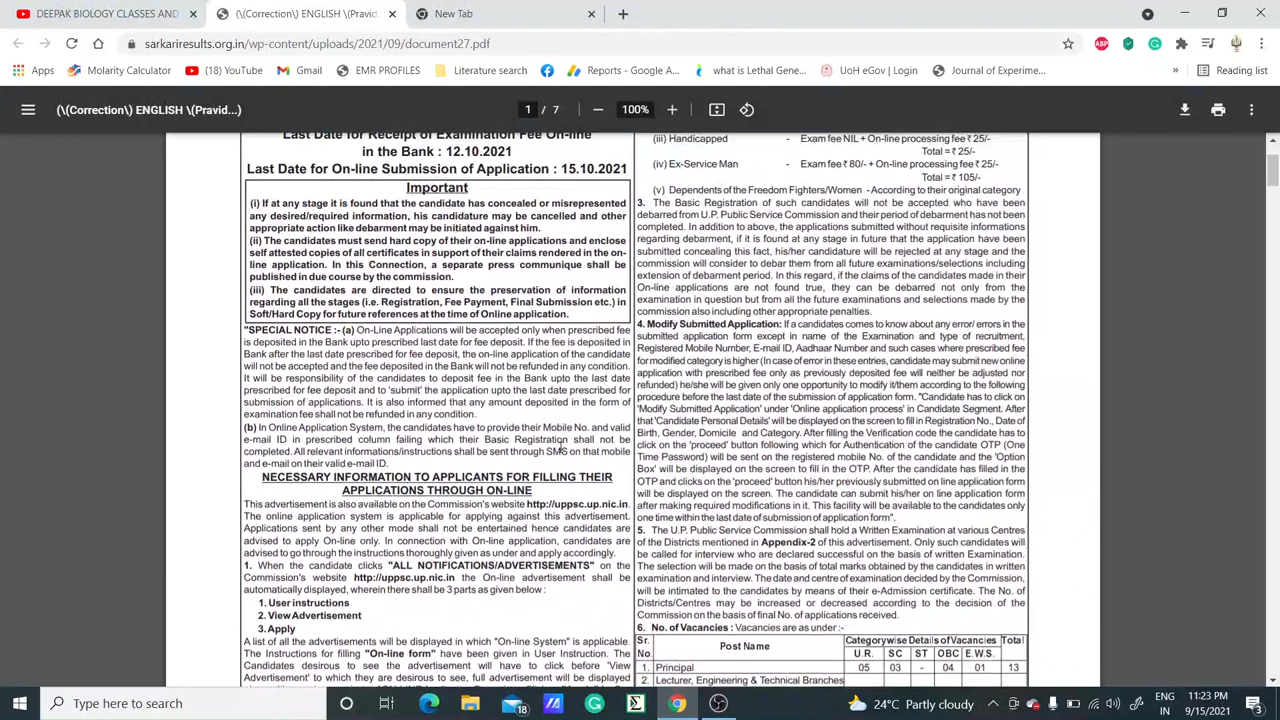 DEEPAK BIOLOGY CLASSES AND
(\(Correction\) ENGLISH \(Pravid...
New Tab
sarkariresults.org.in/wp-content/uploads/2021/09/document27.pdf
Apps
Molarity Calculator
(18) YouTube
Gmail
EMR PROFILES
Literature search
Reports - Google A...
what is Lethal Gene...
UoH eGov | Login
Journal of Experime...
Reading list
(\(Correction\) ENGLISH \(Pravid...)
1 / 7
100%
Last Date for Receipt of Examination Fee On-line
in the Bank : 12.10.2021
Last Date for On-line Submission of Application : 15.10.2021
Important
(i) If at any stage it is found that the candidate has concealed or misrepresented
any desired/required information, his candidature may be cancelled and other
appropriate action like debarment may be initiated against him.
(ii) The candidates must send hard copy of their on-line applications and enclose
self attested copies of all certificates in support of their claims rendered in the on-
line application. In this Connection, a separate press communique shall be
published in due course by the commission.
(iii) The candidates are directed to ensure the preservation of information
regarding all the stages (i.e. Registration, Fee Payment, Final Submission etc.) in
Soft/Hard Copy for future references at the time of Online application.
"SPECIAL NOTICE :- (a) On-Line Applications will be accepted only when prescribed fee
is deposited in the Bank upto prescribed last date for fee deposit. If the fee is deposited in
Bank after the last date prescribed for fee deposit, the on-line application of the candidate
will not be accepted and the fee deposited in the Bank will not be refunded in any condition.
It will be responsibility of the candidates to deposit fee in the Bank upto the last date
prescribed for fee deposit and to 'submit' the application upto the last date prescribed for
submission of applications. It is also informed that any amount deposited in the form of
examination fee shall not be refunded in any condition.
(b) In Online Application System, the candidates have to provide their Mobile No. and valid
e-mail ID in prescribed column failing which their Basic Registration shall not be
completed. All relevant informations/instructions shall be sent through SMS on that mobile
and e-mail on their valid e-mail ID.
NECESSARY INFORMATION TO APPLICANTS FOR FILLING THEIR
APPLICATIONS THROUGH ON-LINE
This advertisement is also available on the Commission's website http://uppsc.up.nic.in.
The online application system is applicable for applying against this advertisement.
Applications sent by any other mode shall not be entertained hence candidates are
advised to apply On-line only. In connection with On-line application, candidates are
advised to go through the instructions thoroughly given as under and apply accordingly.
1. When the candidate clicks "ALL NOTIFICATIONS/ADVERTISEMENTS" on the
Commission's website http://uppsc.up.nic.in the On-line advertisement shall be
automatically displayed, wherein there shall be 3 parts as given below :
1. User instructions
2. View Advertisement
3. Apply
A list of all the advertisements will be displayed in which "On-line System" is applicable.
The Instructions for filling "On-line form" have been given in User Instruction. The
Candidates desirous to see the advertisement will have to click before 'View
Advertisement' to which they are desirous to see, full advertisement will be displayed
(iii) Handicapped - Exam fee NIL + On-line processing fee ₹ 25/-
Total = ₹ 25/-
(iv) Ex-Service Man - Exam fee ₹ 80/- + On-line processing fee ₹ 25/-
Total = ₹ 105/-
(v) Dependents of the Freedom Fighters/Women - According to their original category
3. The Basic Registration of such candidates will not be accepted who have been
debarred from U.P. Public Service Commission and their period of debarment has not been
completed. In addition to above, the applications submitted without requisite informations
regarding debarment, if it is found at any stage in future that the application have been
submitted concealing this fact, his/her candidature will be rejected at any stage and the
commission will consider to debar them from all future examinations/selections including
extension of debarment period. In this regard, if the claims of the candidates made in their
On-line applications are not found true, they can be debarred not only from the
examination in question but from all the future examinations and selections made by the
commission also including other appropriate penalties.
4. Modify Submitted Application: If a candidates comes to know about any error/ errors in the
submitted application form except in name of the Examination and type of recruitment,
Registered Mobile Number, E-mail ID, Aadhaar Number and such cases where prescribed fee
for modified category is higher (In case of error in these entries, candidate may submit new online
application with prescribed fee only as previously deposited fee will neither be adjusted nor
refunded) he/she will be given only one opportunity to modify it/them according to the following
procedure before the last date of the submission of application form. "Candidate has to click on
'Modify Submitted Application' under 'Online application process' in Candidate Segment. After
that 'Candidate Personal Details' will be displayed on the screen to fill in Registration No., Date of
Birth, Gender, Domicile and Category. After filling the Verification code the candidate has to
click on the 'proceed' button following which for Authentication of the candidate OTP (One
Time Password) will be sent on the registered mobile No. of the candidate and the 'Option
Box' will be displayed on the screen to fill in the OTP. After the candidate has filled in the
OTP and clicks on the 'proceed' button his/her previously submitted on line application form
will be displayed on the screen. The candidate can submit his/her on line application form
after making required modifications in it. This facility will be available to the candidates only
one time within the last date of submission of application form".
5. The U.P. Public Service Commission shall hold a Written Examination at various Centres
of the Districts mentioned in Appendix-2 of this advertisement. Only such candidates will
be called for interview who are declared successful on the basis of written Examination.
The selection will be made on the basis of total marks obtained by the candidates in written
examination and interview. The date and centre of examination decided by the Commission,
will be intimated to the candidates by means of their e-Admission certificate. The No. of
Districts/Centres may be increased or decreased according to the decision of the
Commission on the basis of final No. of applications received.
6. No. of Vacancies : Vacancies are as under :-
Sr. No. Post Name Categorywise Details of Vacancies Total
U.R. SC ST OBC E.W.S.
1. Principal 05 03 - 04 01 13
2. Lecturer, Engineering & Technical Branches
Type here to search
18
24°C Partly cloudy
ENG
IN
11:23 PM
9/15/2021
3